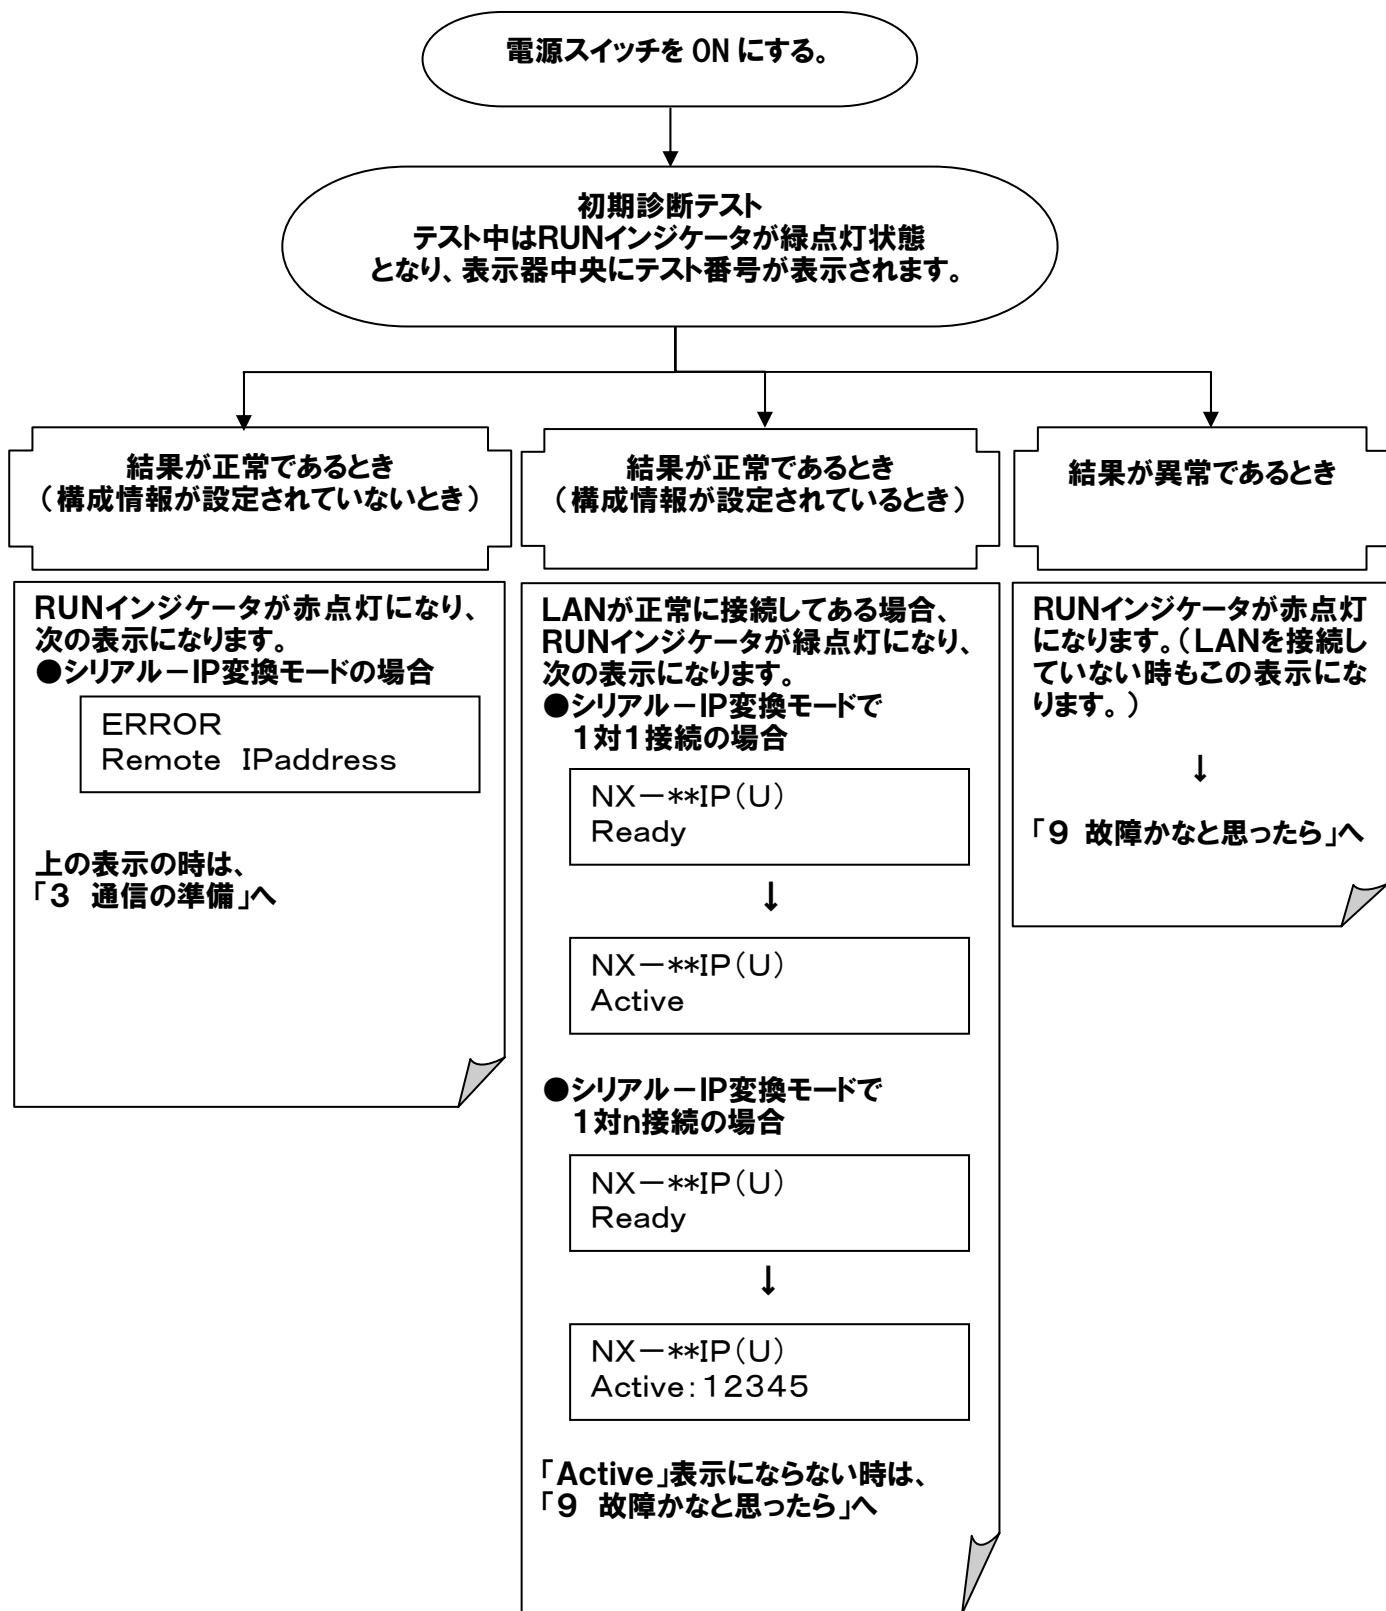 電源スイッチを ON にする。
初期診断テスト
テスト中はRUNインジケータが緑点灯状態
となり、表示器中央にテスト番号が表示されます。
結果が正常であるとき
（構成情報が設定されていないとき）
RUNインジケータが赤点灯になり、
次の表示になります。
●シリアル－IP変換モードの場合
ERROR
Remote IPaddress
上の表示の時は、
「３ 通信の準備」へ
結果が正常であるとき
（構成情報が設定されているとき）
LANが正常に接続してある場合、
RUNインジケータが緑点灯になり、
次の表示になります。
●シリアル－IP変換モードで
１対１接続の場合
NX－**IP（U）
Ready
↓
NX－**IP（U）
Active
●シリアル－IP変換モードで
１対n接続の場合
NX－**IP（U）
Ready
↓
NX－**IP（U）
Active：12345
「Active」表示にならない時は、
「９ 故障かなと思ったら」へ
結果が異常であるとき
RUNインジケータが赤点灯
になります。（LANを接続し
ていない時もこの表示にな
ります。）
↓
「９ 故障かなと思ったら」へ